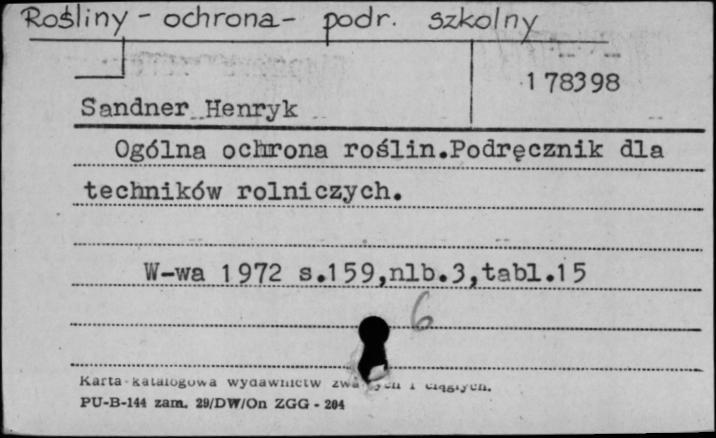 Rośliny - ochrona - podr. szkolny
178398
Sandner Henryk
Ogólna ochrona roślin.Podręcznik dla
techników rolniczych.
W-wa 1972 s.159,nlb.3,tabl.15
6
Karta katalogowa wydawnictw i ciągłych.
PU-B-144 zam. 29/DW/On ZGG - 204